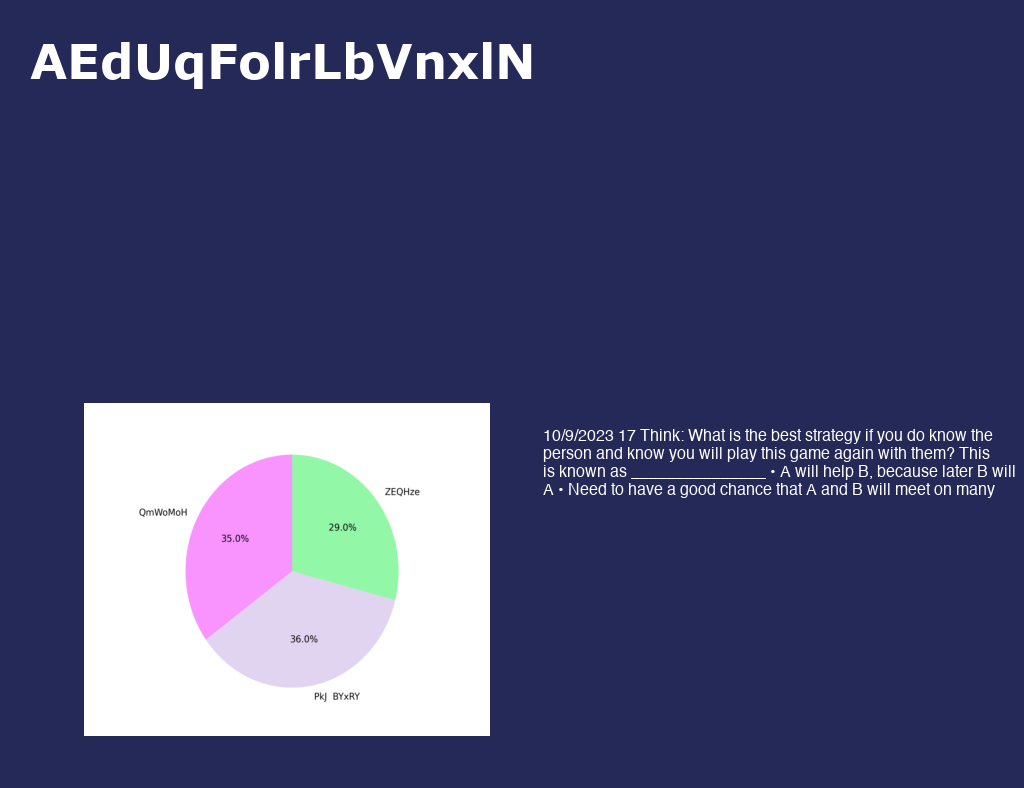 AEdUqFolrLbVnxlN
QmWoMoH
ZEQHze
35.0%
29.0%
36.0%
PkJ BYxRY
10/9/2023 17 Think: What is the best strategy if you do know the
person and know you will play this game again with them? This
is known as ________________ • A will help B, because later B will
A • Need to have a good chance that A and B will meet on many